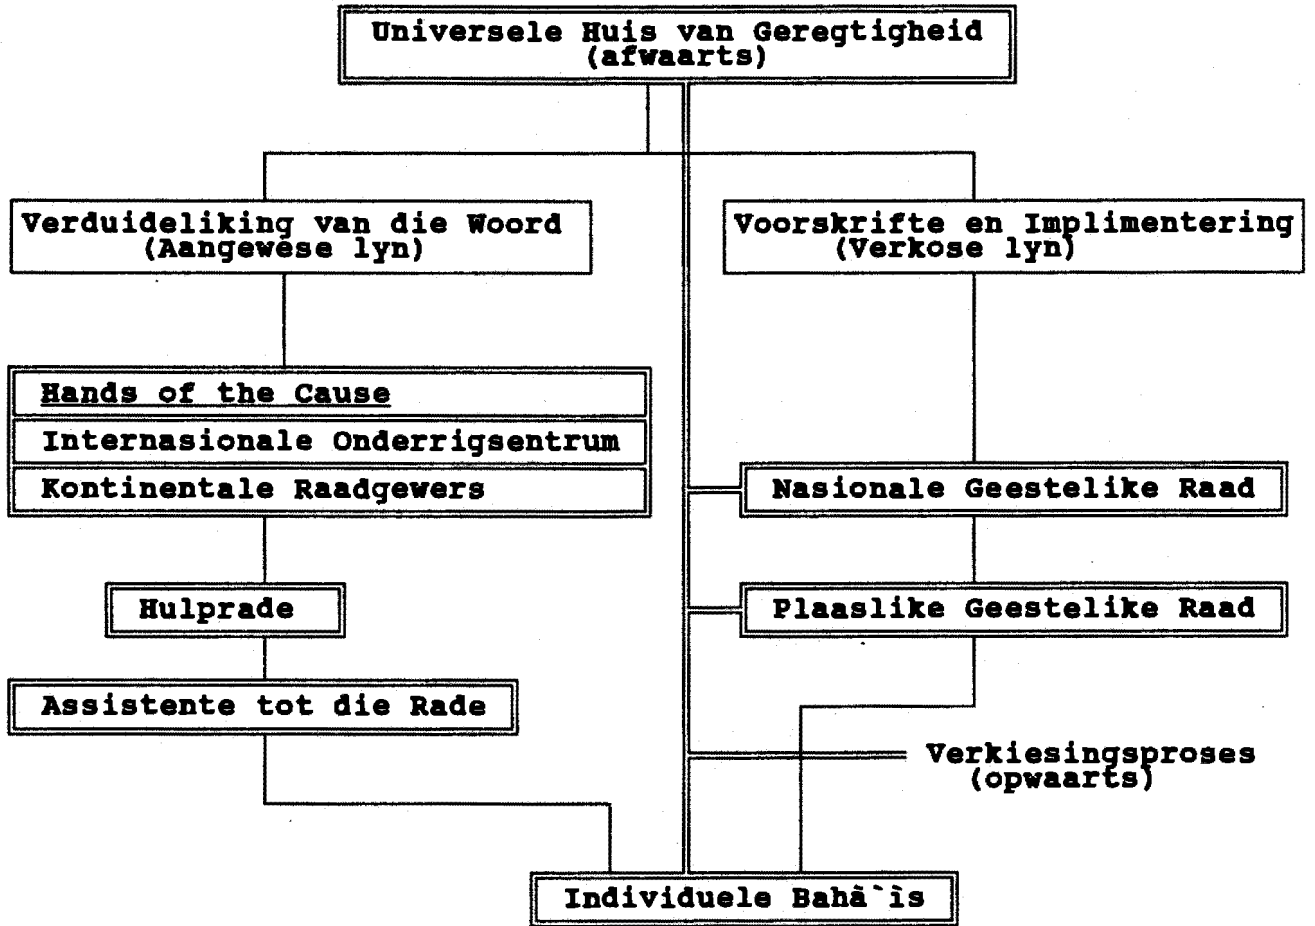 Universele Huis van Geregtigheid
(afwaarts)
Verduideliking van die Woord
(Aangewese lyn)
Voorskrifte en Implimentering
(Verkose lyn)
Hands of the Cause
Internasionale Onderrigsentrum
Kontinentale Raadgewers
Nasionale Geestelike Raad
Hulprade
Plaaslike Geestelike Raad
Assistente tot die Rade
Verkiesingsproses
(opwaarts)
Individuele Bahà`ìs